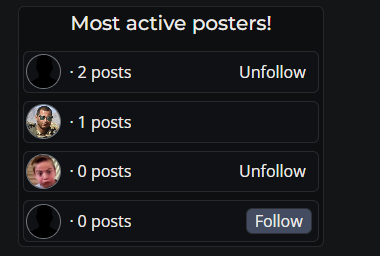 Most active posters!
· 2 posts Unfollow
· 1 posts
· 0 posts Unfollow
· 0 posts Follow